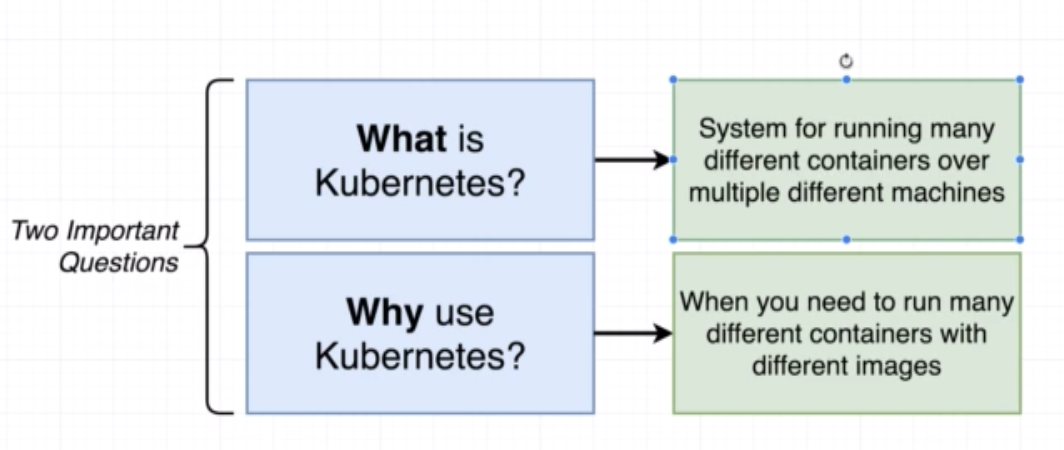 Two Important
Questions
What is
Kubernetes?
System for running many
different containers over
multiple different machines
Why use
Kubernetes?
When you need to run many
different containers with
different images